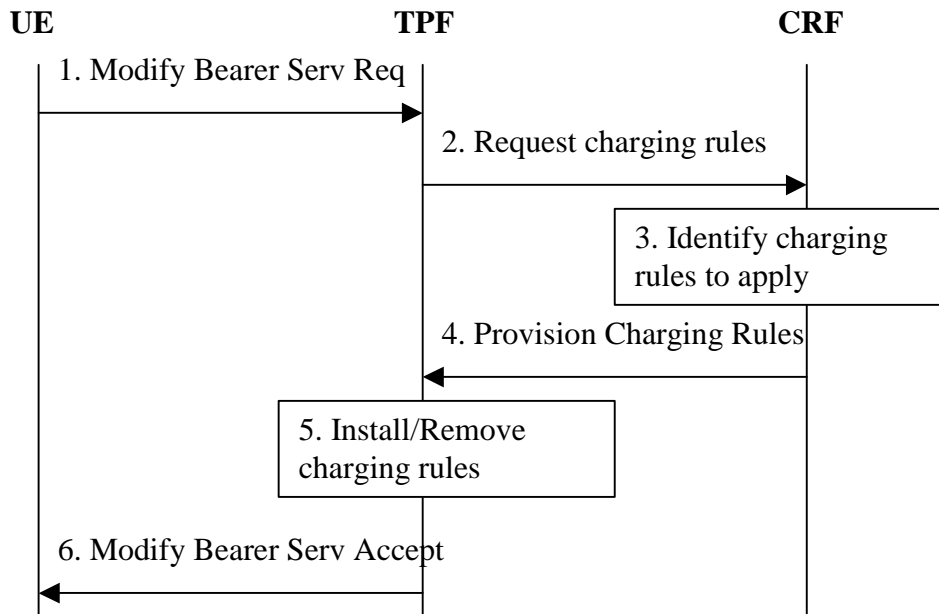 UE TPF CRF
1. Modify Bearer Serv Req
2. Request charging rules
3. Identify charging
rules to apply
4. Provision Charging Rules
5. Install/Remove
charging rules
6. Modify Bearer Serv Accept